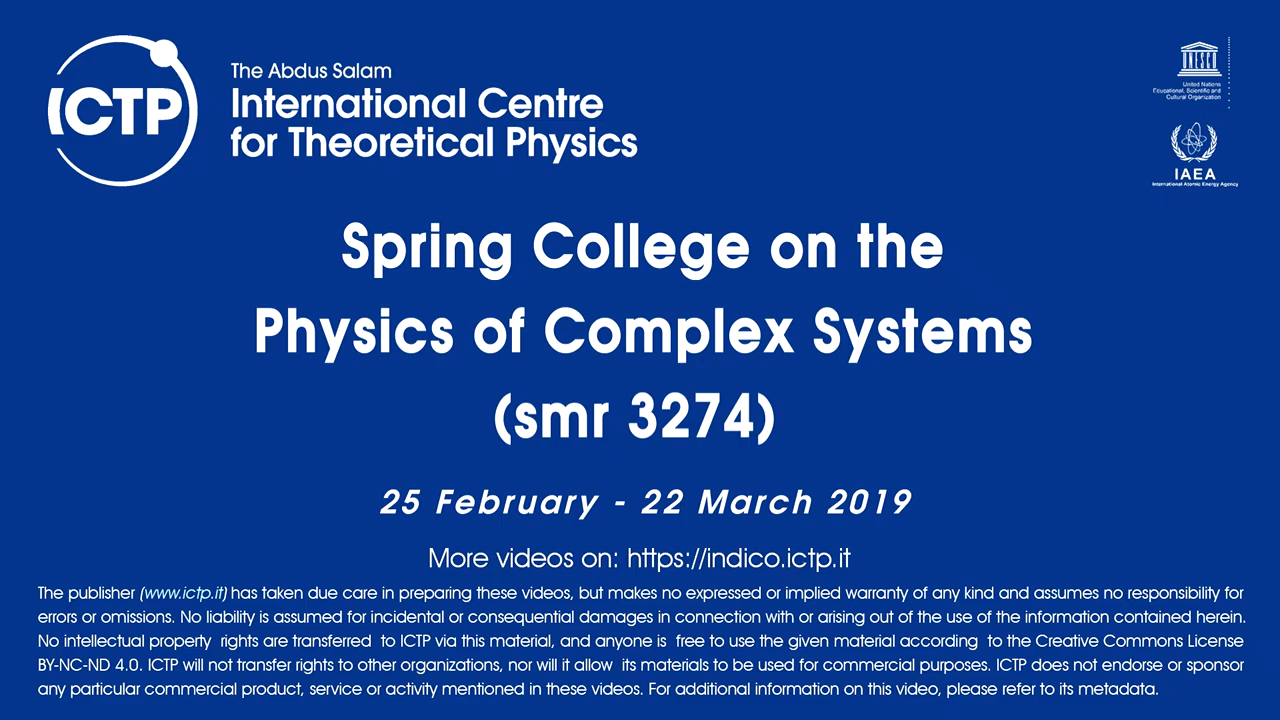 ICTP
The Abdus Salam
International Centre
for Theoretical Physics
UNESCO
United Nations
Educational, Scientific and
Cultural Organization
IAEA
International Atomic Energy Agency
Spring College on the
Physics of Complex Systems
(smr 3274)
25 February - 22 March 2019
More videos on: https://indico.ictp.it
The publisher (www.ictp.it) has taken due care in preparing these videos, but makes no expressed or implied warranty of any kind and assumes no responsibility for
errors or omissions. No liability is assumed for incidental or consequential damages in connection with or arising out of the use of the information contained herein.
No intellectual property rights are transferred to ICTP via this material, and anyone is free to use the given material according to the Creative Commons License
BY-NC-ND 4.0. ICTP will not transfer rights to other organizations, nor will it allow its materials to be used for commercial purposes. ICTP does not endorse or sponsor
any particular commercial product, service or activity mentioned in these videos. For additional information on this video, please refer to its metadata.